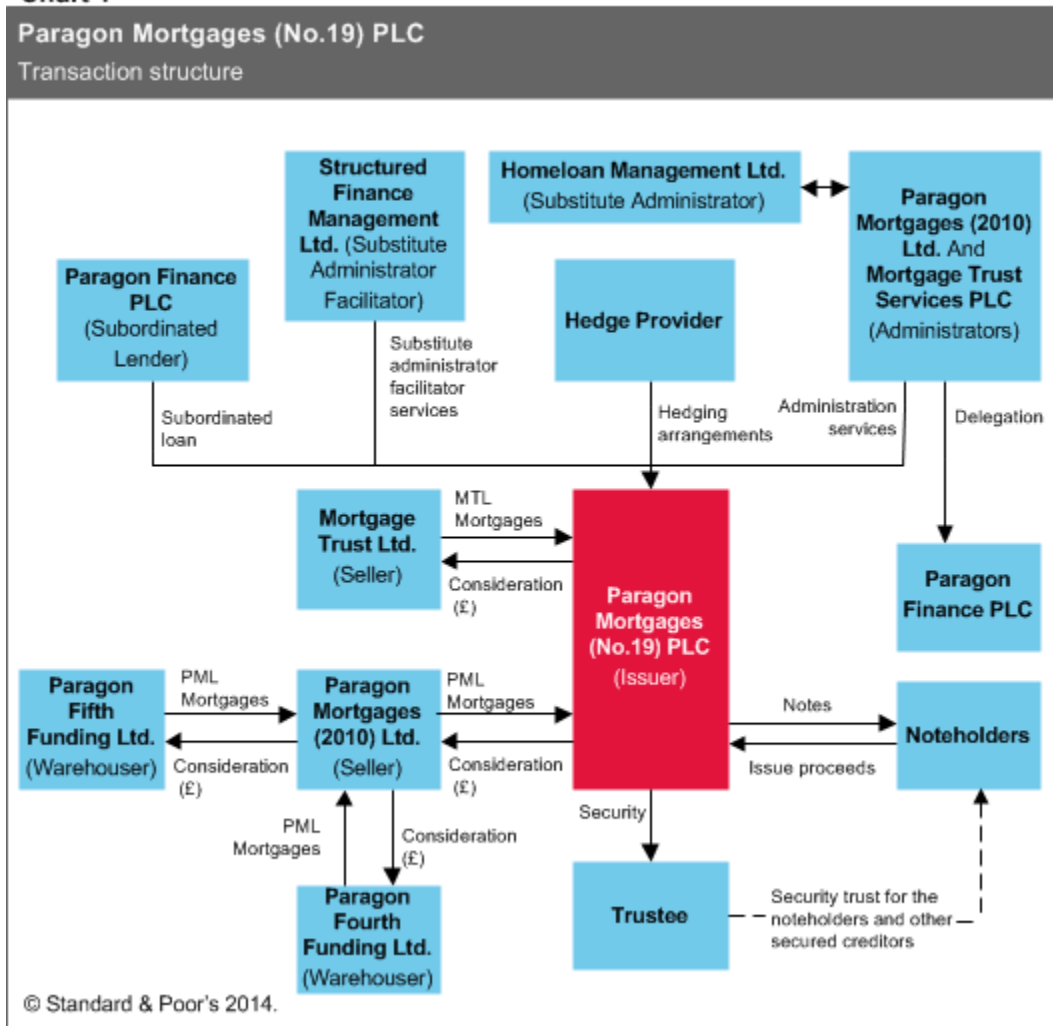 Paragon Mortgages (No.19) PLC
Transaction structure
Structured
Finance
Management
Ltd. (Substitute
Administrator
Facilitator)
Homeloan Management Ltd.
(Substitute Administrator)
Paragon
Mortgages (2010)
Ltd. And
Mortgage Trust
Services PLC
(Administrators)
Paragon Finance
PLC
(Subordinated
Lender)
Hedge Provider
Subordinated
loan
Substitute
administrator
facilitator
services
Hedging
arrangements
Administration
services
Delegation
Mortgage
Trust Ltd.
(Seller)
MTL
Mortgages
Consideration
(£)
Paragon
Mortgages
(No.19) PLC
(Issuer)
Paragon
Finance PLC
Paragon
Fifth
Funding Ltd.
(Warehouser)
PML
Mortgages
Consideration
(£)
Paragon
Mortgages
(2010) Ltd.
(Seller)
PML
Mortgages
Consideration
(£)
Notes
Issue proceeds
Noteholders
PML
Mortgages
Consideration
(£)
Security
Paragon
Fourth
Funding Ltd.
(Warehouser)
Trustee
Security trust for the
noteholders and other
secured creditors
© Standard & Poor's 2014.